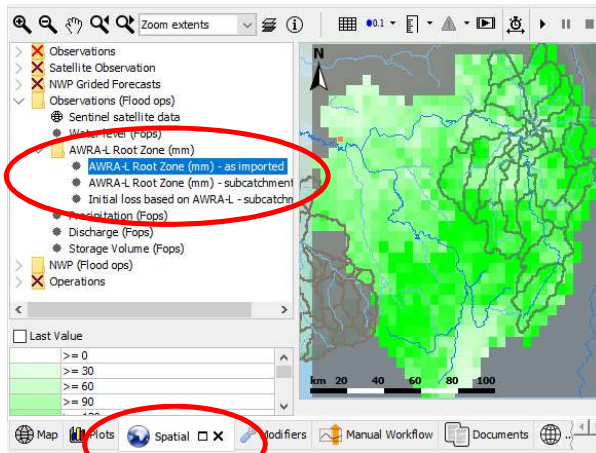 Zoom extents
0.1
Observations
Satellite Observation
NWP Gridded Forecasts
Observations (Flood ops)
Sentinel satellite data
Water level (Fops)
AWRA-L Root Zone (mm)
AWRA-L Root Zone (mm) - as imported
AWRA-L Root Zone (mm) - subcatchment
Initial loss based on AWRA-L - subcatchn
Precipitation (Fops)
Discharge (Fops)
Storage Volume (Fops)
NWP (Flood ops)
Operations
N
km 20 40 60 80 100
Last Value
>= 0
>= 30
>= 60
>= 90
Map Plots Spatial Modifiers Manual Workflow Documents ..